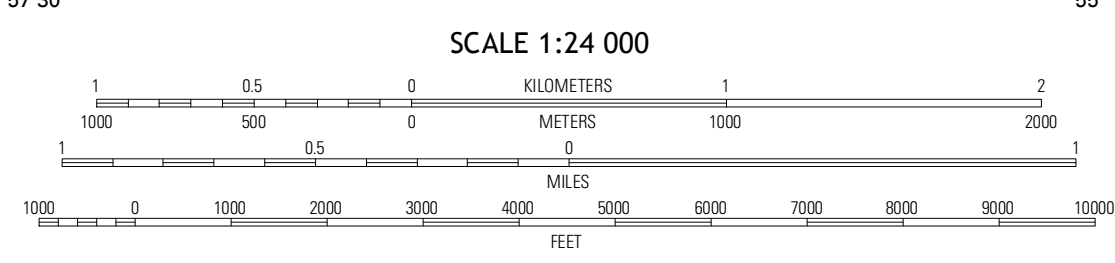 57'30" 55'
SCALE 1:24 000
1 0.5 0 KILOMETERS 1 2
1000 500 0 METERS 1000 2000
1 0.5 0 1
MILES
1000 0 1000 2000 3000 4000 5000 6000 7000 8000 9000 10000
FEET